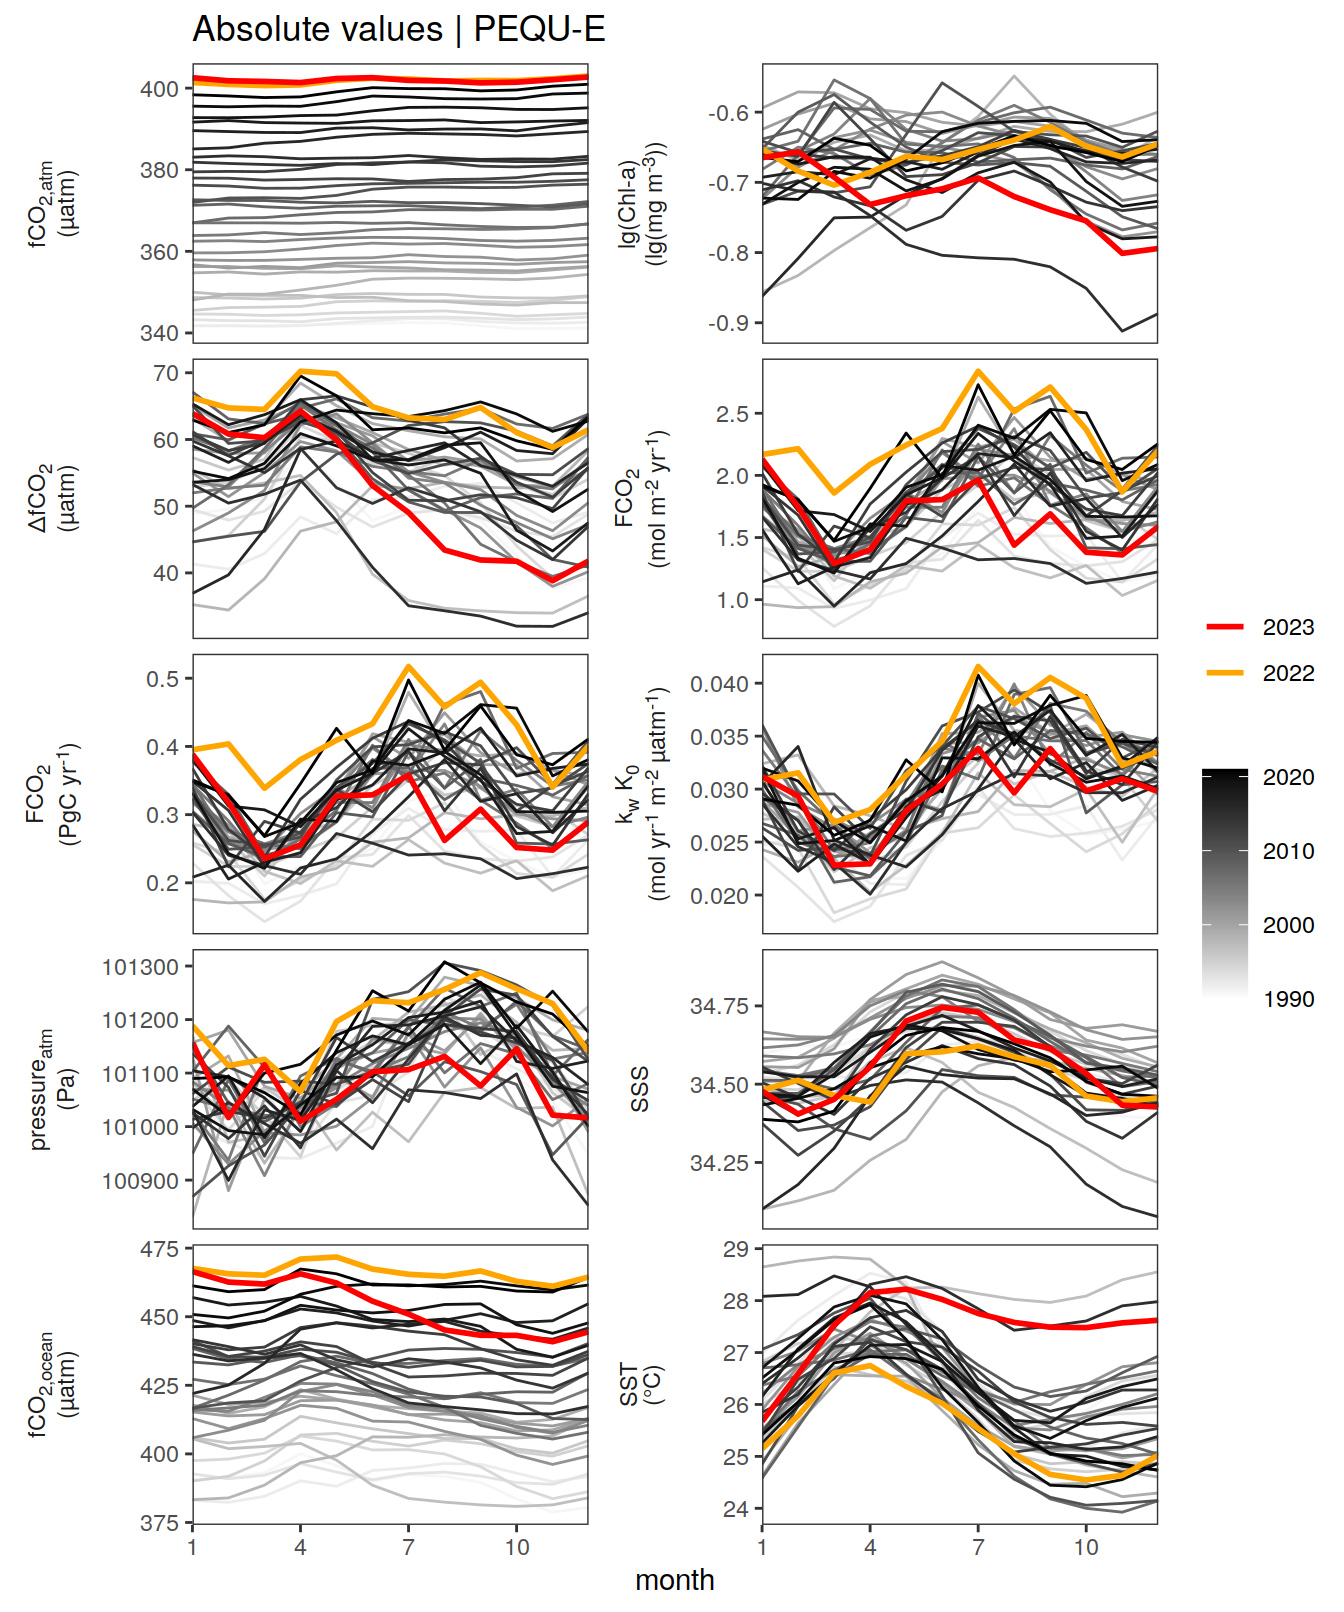 Absolute values | PEQU-E
fCO2,atm
(µatm)
400
380
360
340
lg(Chl-a)
(lg(mg m-3))
-0.6
-0.7
-0.8
-0.9
ΔfCO2
(µatm)
70
60
50
40
FCO2
(mol m-2 yr-1)
2.5
2.0
1.5
1.0
FCO2
(PgC yr-1)
0.5
0.4
0.3
0.2
kw K0
(mol yr-1 m-2 µatm-1)
0.040
0.035
0.030
0.025
0.020
pressureatm
(Pa)
101300
101200
101100
101000
100900
SSS
34.75
34.50
34.25
fCO2,ocean
(µatm)
475
450
425
400
375
SST
(°C)
29
28
27
26
25
24
1 4 7 10
1 4 7 10
month
2023
2022
2020
2010
2000
1990